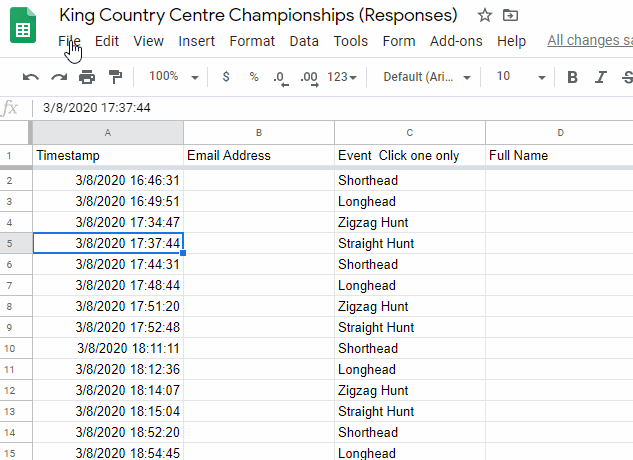 King Country Centre Championships (Responses)
File Edit View Insert Format Data Tools Form Add-ons Help All changes
100% $ % .0 .00 123 Default (Ari... 10 B I S
fx 3/8/2020 17:37:44
A B C D
1 Timestamp Email Address Event Click one only Full Name
2 3/8/2020 16:46:31 Shorthead
3 3/8/2020 16:49:51 Longhead
4 3/8/2020 17:34:47 Zigzag Hunt
5 3/8/2020 17:37:44 Straight Hunt
6 3/8/2020 17:44:31 Shorthead
7 3/8/2020 17:48:44 Longhead
8 3/8/2020 17:51:20 Zigzag Hunt
9 3/8/2020 17:52:48 Straight Hunt
10 3/8/2020 18:11:11 Shorthead
11 3/8/2020 18:12:36 Longhead
12 3/8/2020 18:14:07 Zigzag Hunt
13 3/8/2020 18:15:04 Straight Hunt
14 3/8/2020 18:52:20 Shorthead
15 3/8/2020 18:54:45 Longhead